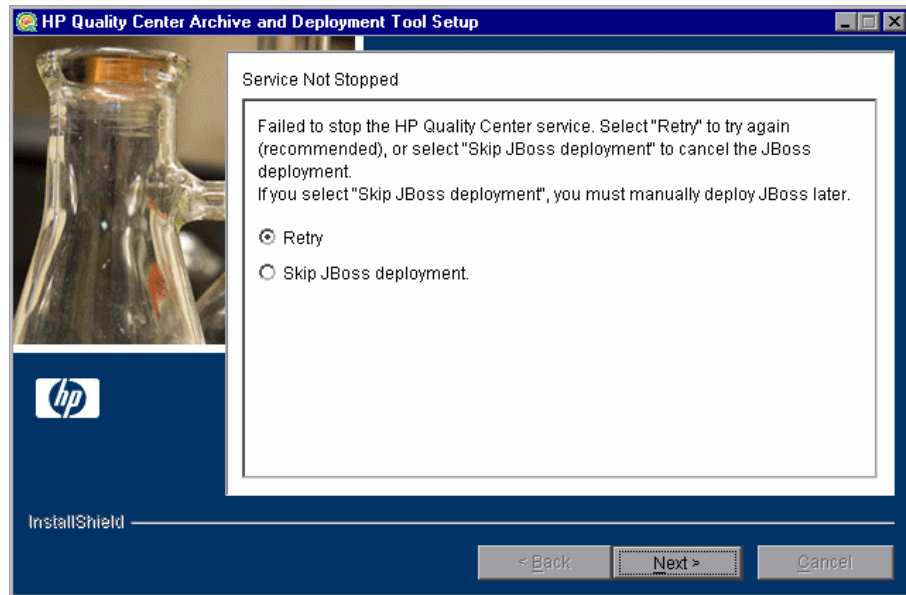 HP Quality Center Archive and Deployment Tool Setup
Service Not Stopped
Failed to stop the HP Quality Center service. Select "Retry" to try again
(recommended), or select "Skip JBoss deployment" to cancel the JBoss
deployment.
If you select "Skip JBoss deployment", you must manually deploy JBoss later.
Retry
Skip JBoss deployment.
hp
InstallShield
< Back
Next >
Cancel